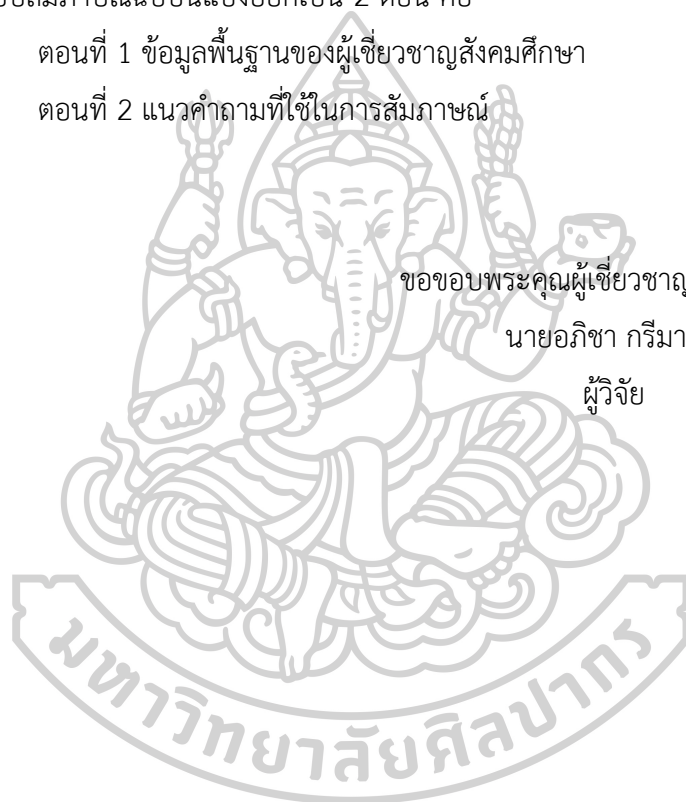 ตอนที่ 1 ข้อมูลพื้นฐานของผู้เชี่ยวชาญสังคมศึกษา
ตอนที่ 2 แนวคำถามที่ใช้ในการสัมภาษณ์
ขอขอบพระคุณผู้เชี่ยวชาญ
นายอภิชา กรีมา
ผู้วิจัย
มหาวิทยาลัยศิลปากร